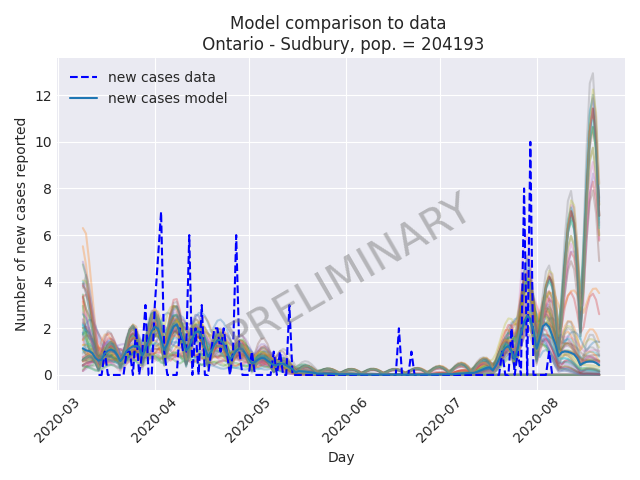 Model comparison to data
Ontario - Sudbury, pop. = 204193
new cases data
new cases model
Number of new cases reported
12
10
8
6
4
2
0
PRELIMINARY
2020-03
2020-04
2020-05
2020-06
2020-07
2020-08
Day